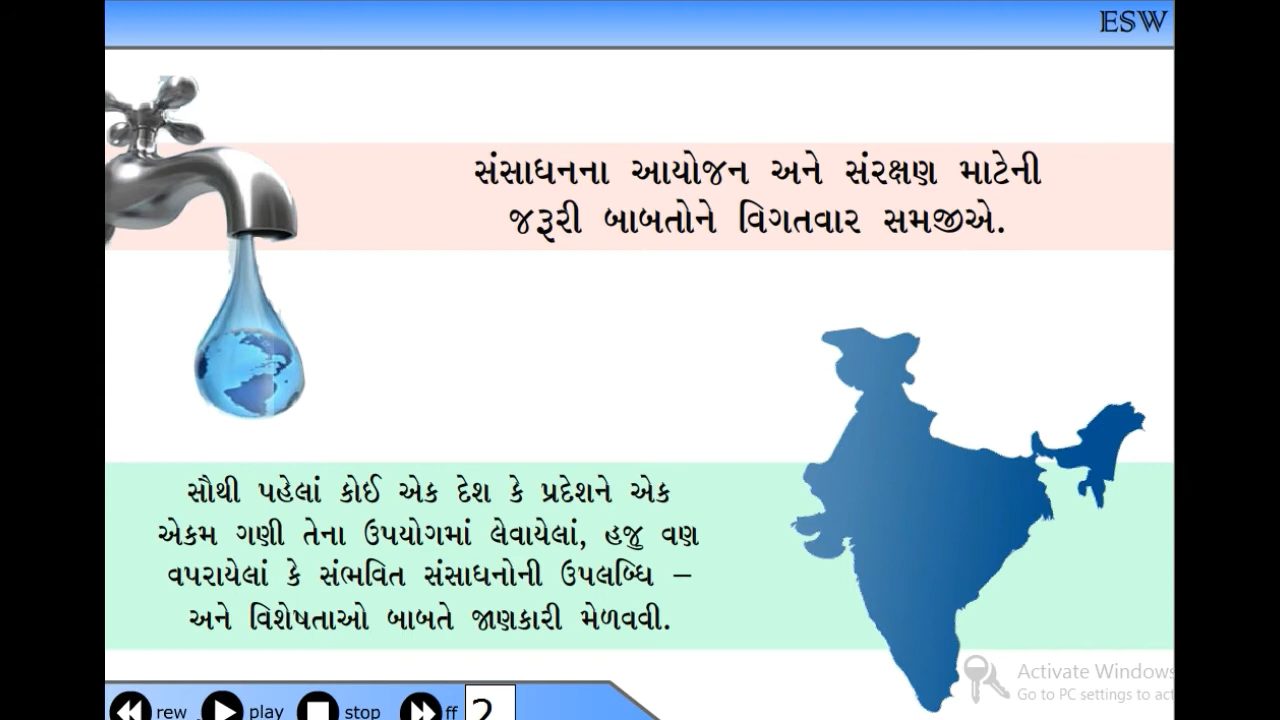 ESW
સંસાધનના આયોજન અને સંરક્ષણ માટેની
જરૂરી બાબતોને વિગતવાર સમજીએ.
સૌથી પહેલાં કોઈ એક દેશ કે પ્રદેશને એક
એકમ ગણી તેના ઉપયોગમાં લેવાયેલાં, હજુ વણ
વપરાયેલાં કે સંભવિત સંસાધનોની ઉપલબ્ધિ –
અને વિશેષતાઓ બાબતે જાણકારી મેળવવી.
Activate Windows
Go to PC settings to act
rew play stop ff 2